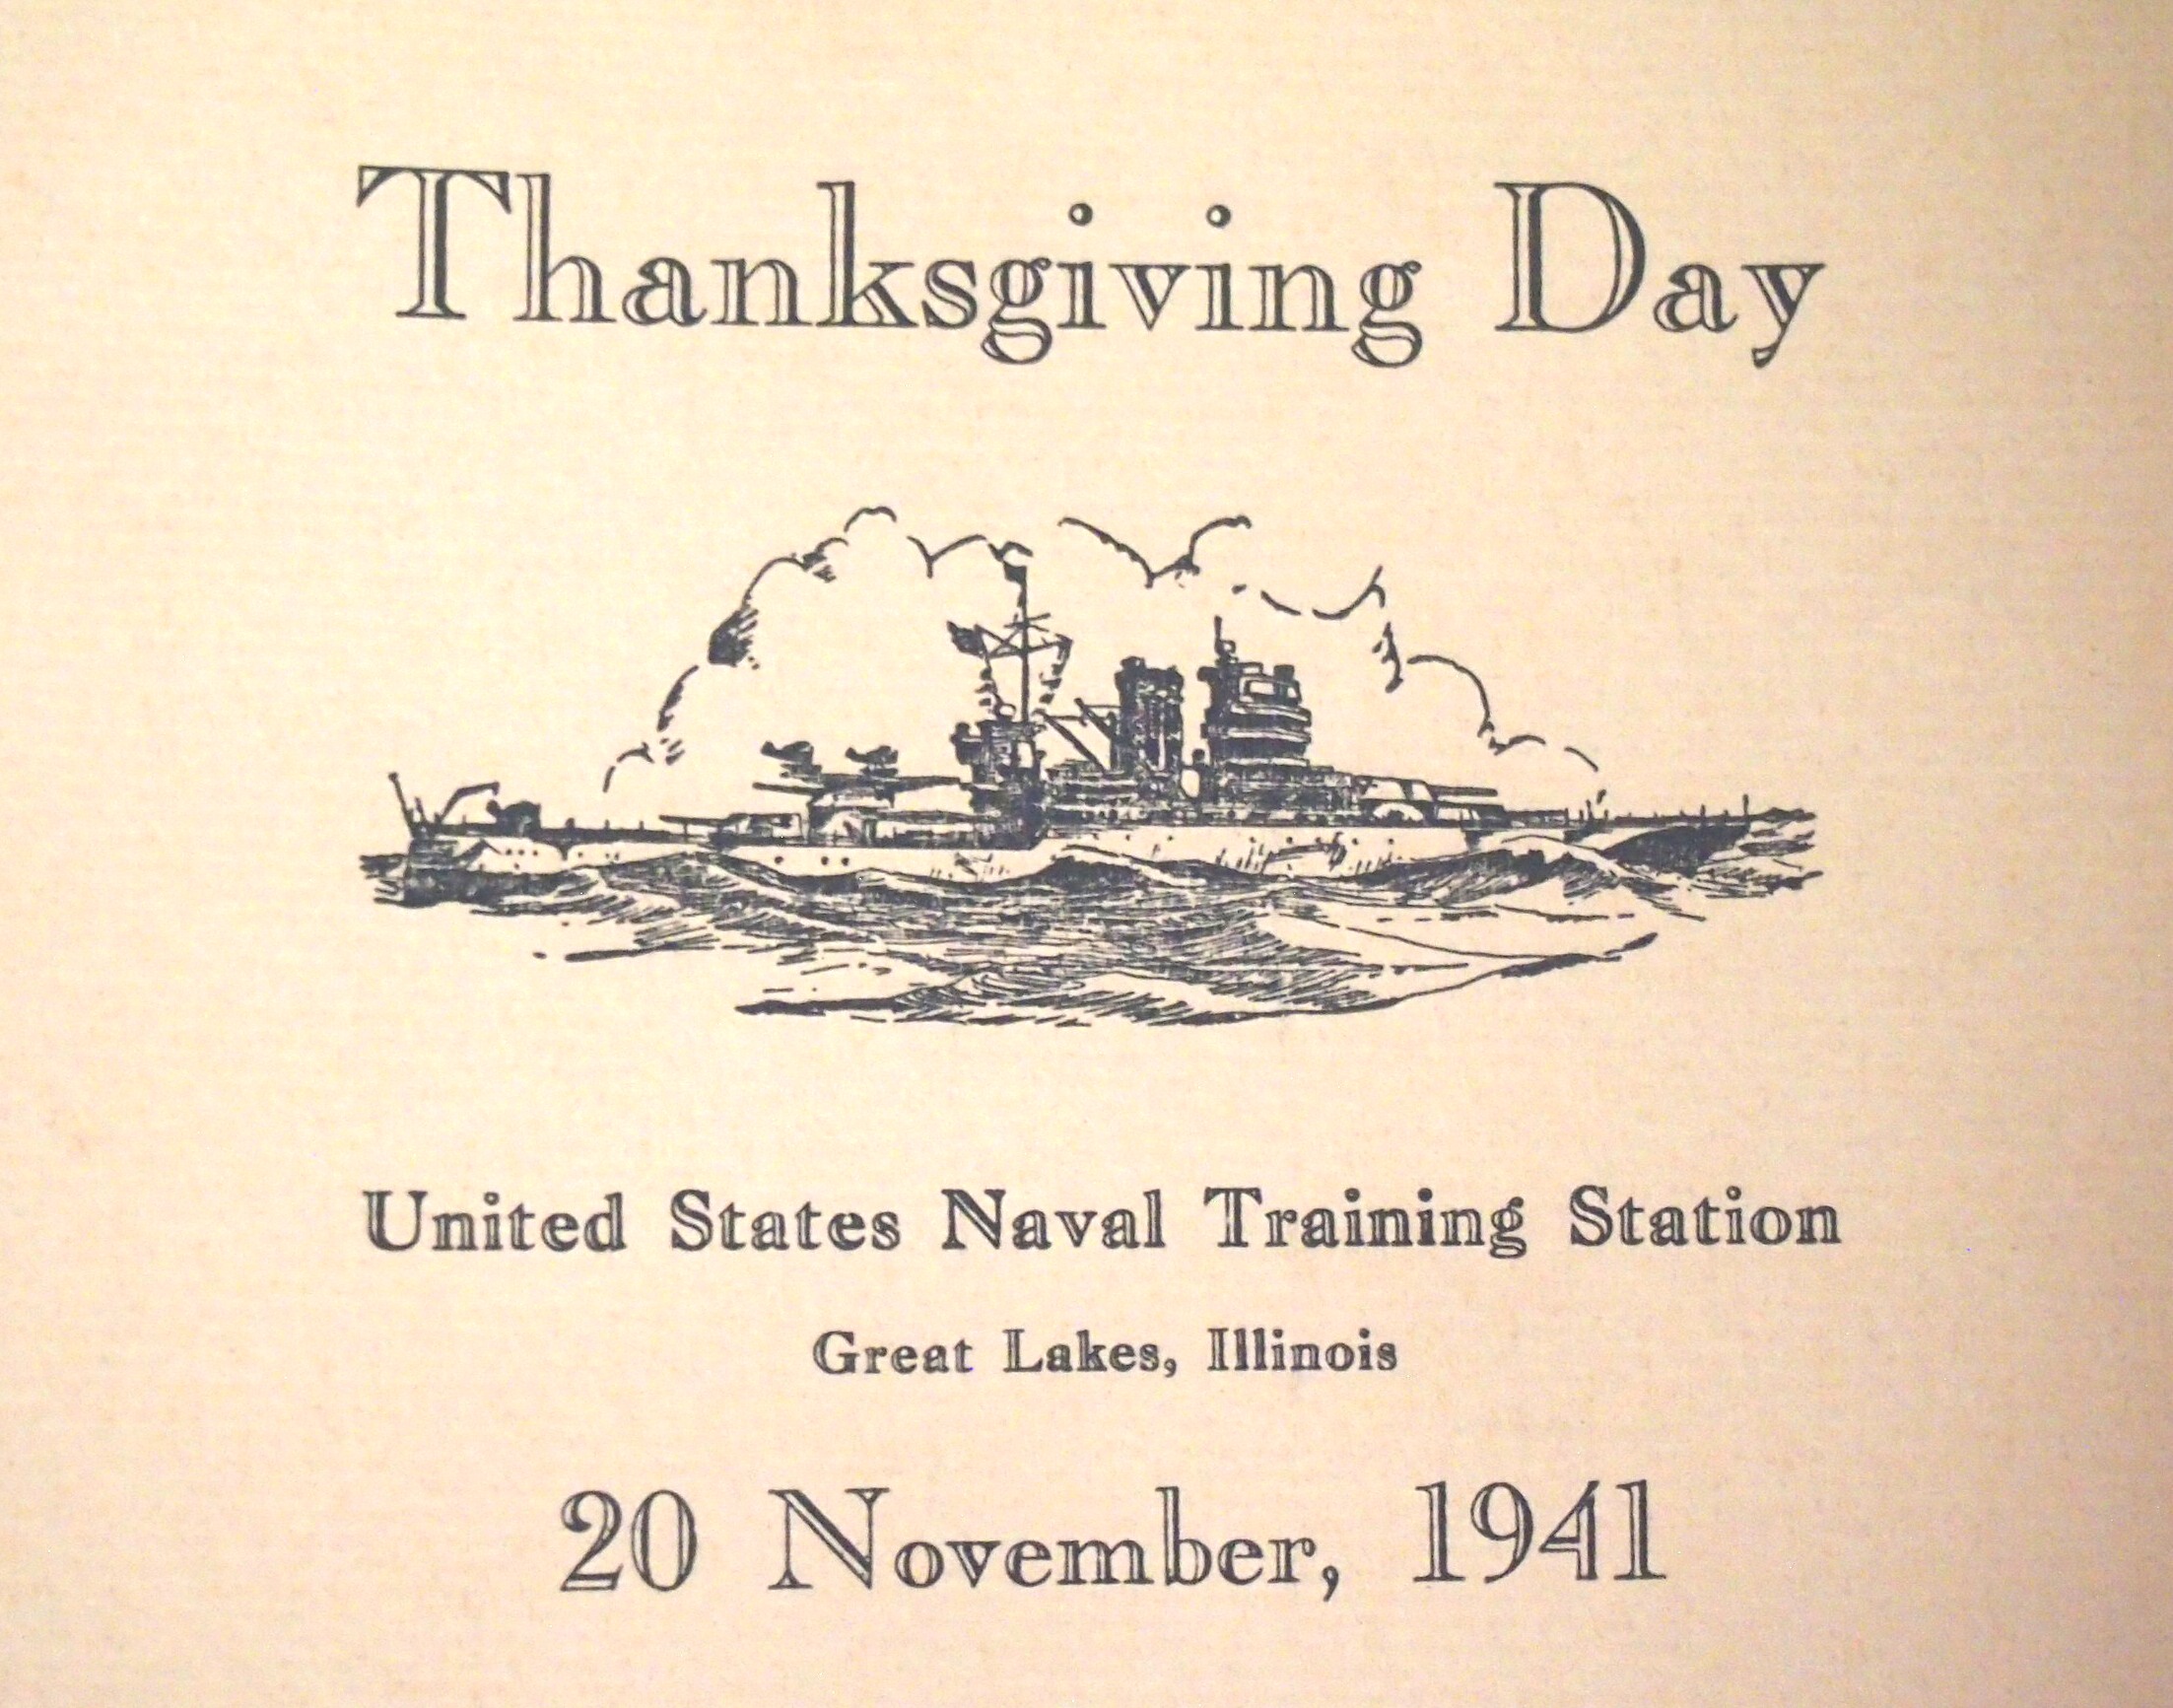 Thanksgiving Day
United States Naval Training Station
Great Lakes, Illinois
20 November, 1941